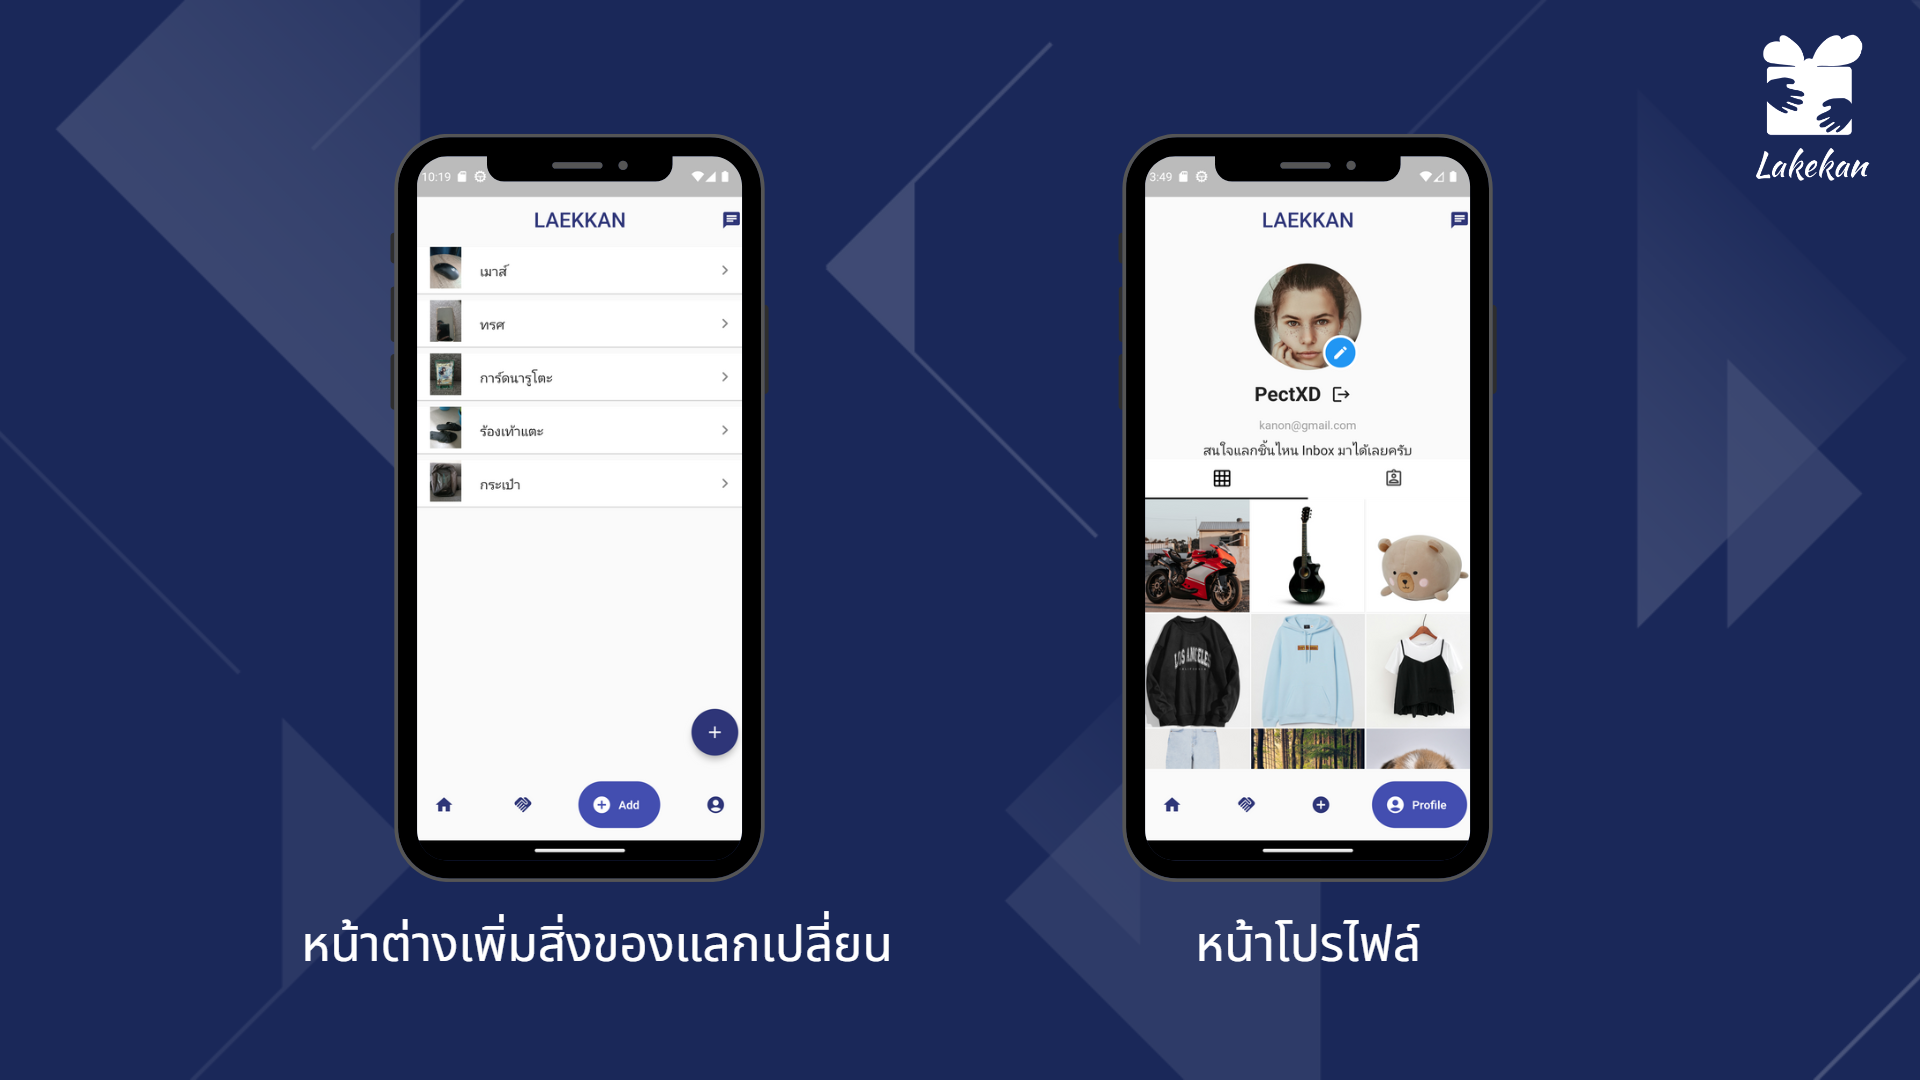 Lakekan
10:19
LAEKKAN
เมาส์
ทรศ
การ์ดนารูโตะ
ร้องเท้าแตะ
กระเป๋า
Add
หน้าต่างเพิ่มสิ่งของแลกเปลี่ยน
3:49
LAEKKAN
PectXD
kanon@gmail.com
สนใจแลกชิ้นไหน Inbox มาได้เลยครับ
LOS ANGELES
Profile
หน้าโปรไฟล์